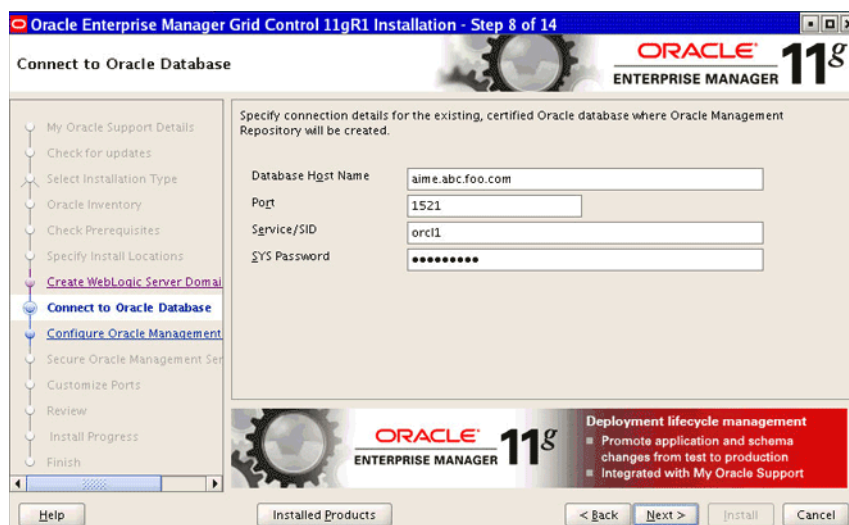 Oracle Enterprise Manager Grid Control 11gR1 Installation - Step 8 of 14
Connect to Oracle Database
ORACLE
ENTERPRISE MANAGER 11g
My Oracle Support Details
Check for updates
Select Installation Type
Oracle Inventory
Check Prerequisites
Specify Install Locations
Create WebLogic Server Domai
Connect to Oracle Database
Configure Oracle Management
Secure Oracle Management Ser
Customize Ports
Review
Install Progress
Finish
Specify connection details for the existing, certified Oracle database where Oracle Management
Repository will be created.
Database Host Name aime.abc.foo.com
Port 1521
Service/SID orcl1
SYS Password •••••••••
ORACLE
ENTERPRISE MANAGER 11g
Deployment lifecycle management
Promote application and schema
changes from test to production
Integrated with My Oracle Support
Help Installed Products < Back Next > Install Cancel